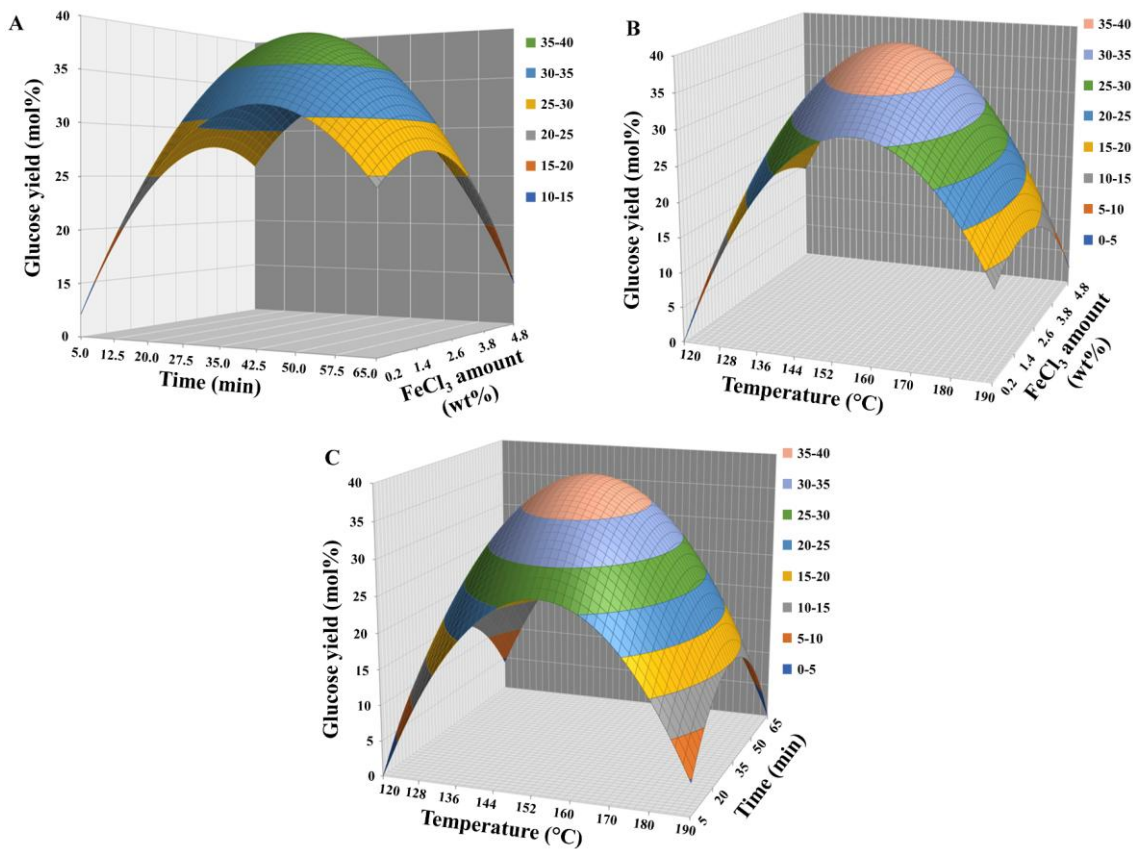 A
Glucose yield (mol%)
40
35
30
25
20
15
0
5.0 12.5 20.0 27.5 35.0 42.5 50.0 57.5 65.0
Time (min)
0.2 1.4 2.6 3.8 4.8
FeCl₃ amount
(wt%)
35-40
30-35
25-30
20-25
15-20
10-15
B
Glucose yield (mol%)
40
35
30
25
20
15
10
5
0
120 128 136 144 152 160 170 180 190
Temperature (°C)
0.2 1.4 2.6 3.8 4.8
FeCl₃ amount
(wt%)
35-40
30-35
25-30
20-25
15-20
10-15
5-10
0-5
C
Glucose yield (mol%)
40
35
30
25
20
15
10
5
0
120 128 136 144 152 160 170 180 190
Temperature (°C)
5 20 35 50 65
Time (min)
35-40
30-35
25-30
20-25
15-20
10-15
5-10
0-5